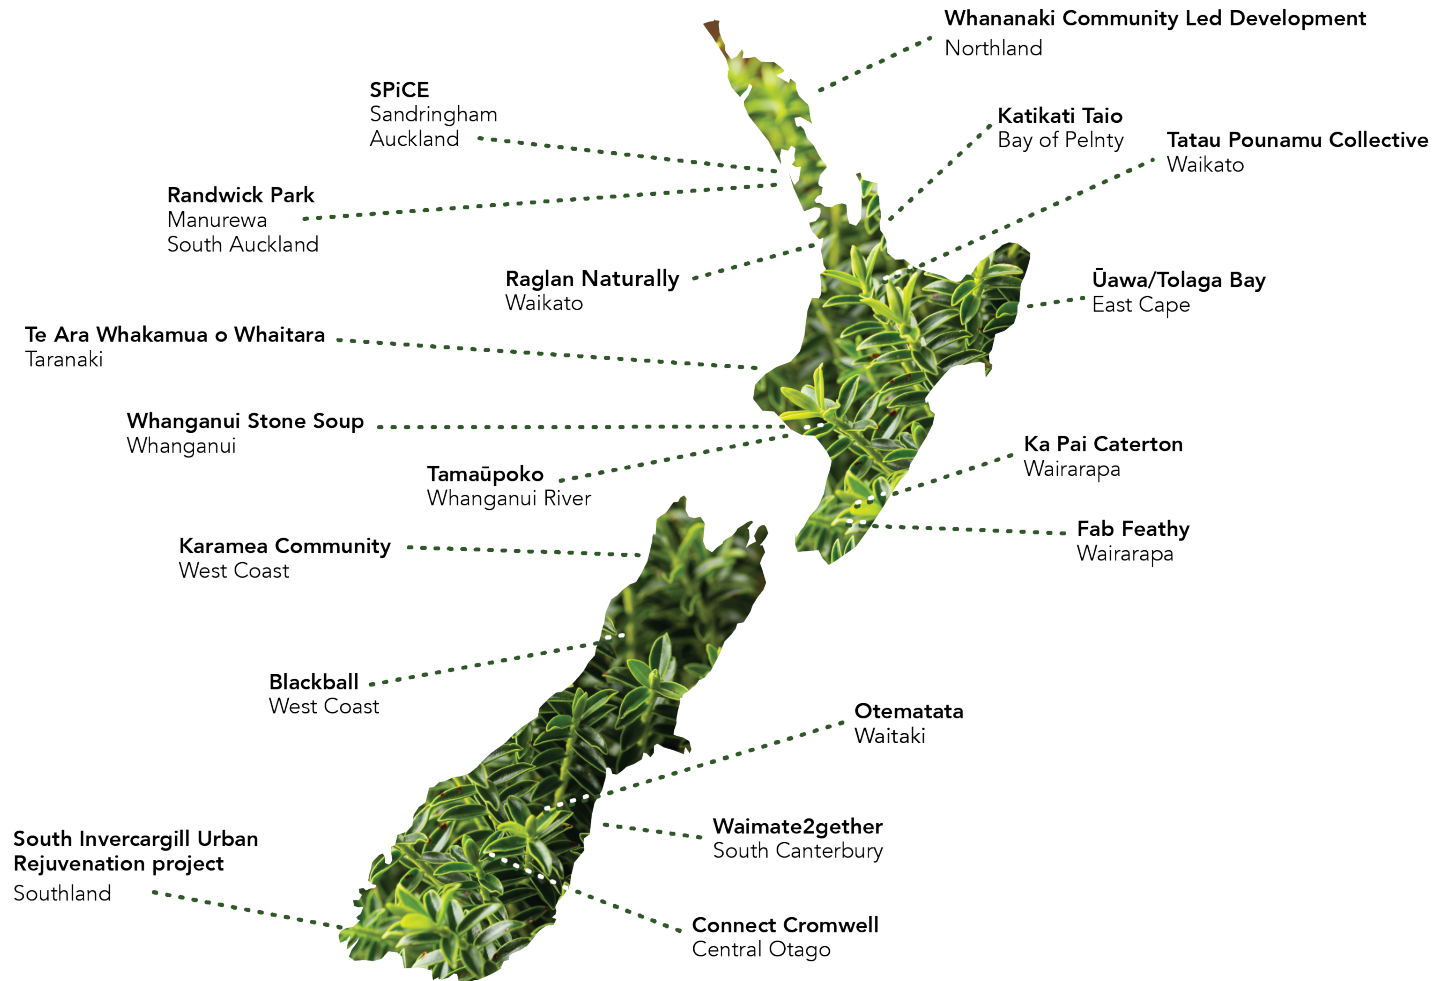 Whananaki Community Led Development
Northland
SPiCE
Sandringham
Auckland
Katikati Taio
Bay of Pelnty
Tatau Pounamu Collective
Waikato
Randwick Park
Manurewa
South Auckland
Raglan Naturally
Waikato
Ūawa/Tolaga Bay
East Cape
Te Ara Whakamua o Whaitara
Taranaki
Whanganui Stone Soup
Whanganui
Ka Pai Caterton
Wairarapa
Tamaūpoko
Whanganui River
Fab Feathy
Wairarapa
Karamea Community
West Coast
Blackball
West Coast
Otematata
Waitaki
Waimate2gether
South Canterbury
South Invercargill Urban
Rejuvenation project
Southland
Connect Cromwell
Central Otago